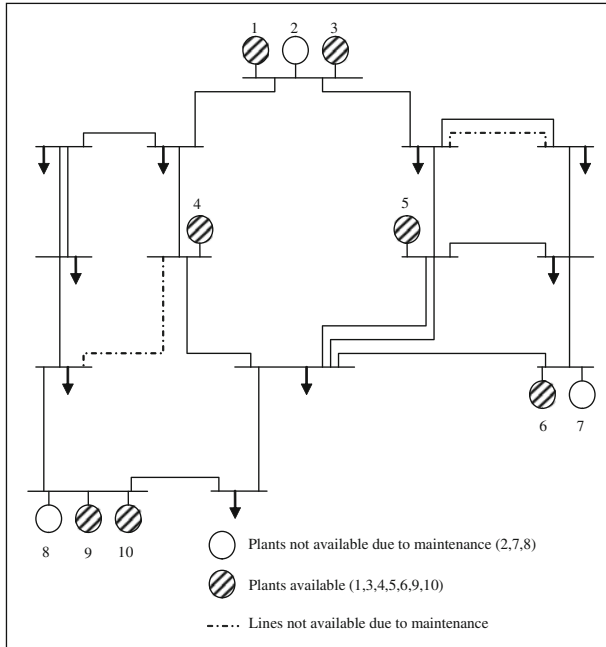 1 2 3
4 5
6 7
8 9 10
Plants not available due to maintenance (2,7,8)
Plants available (1,3,4,5,6,9,10)
Lines not available due to maintenance